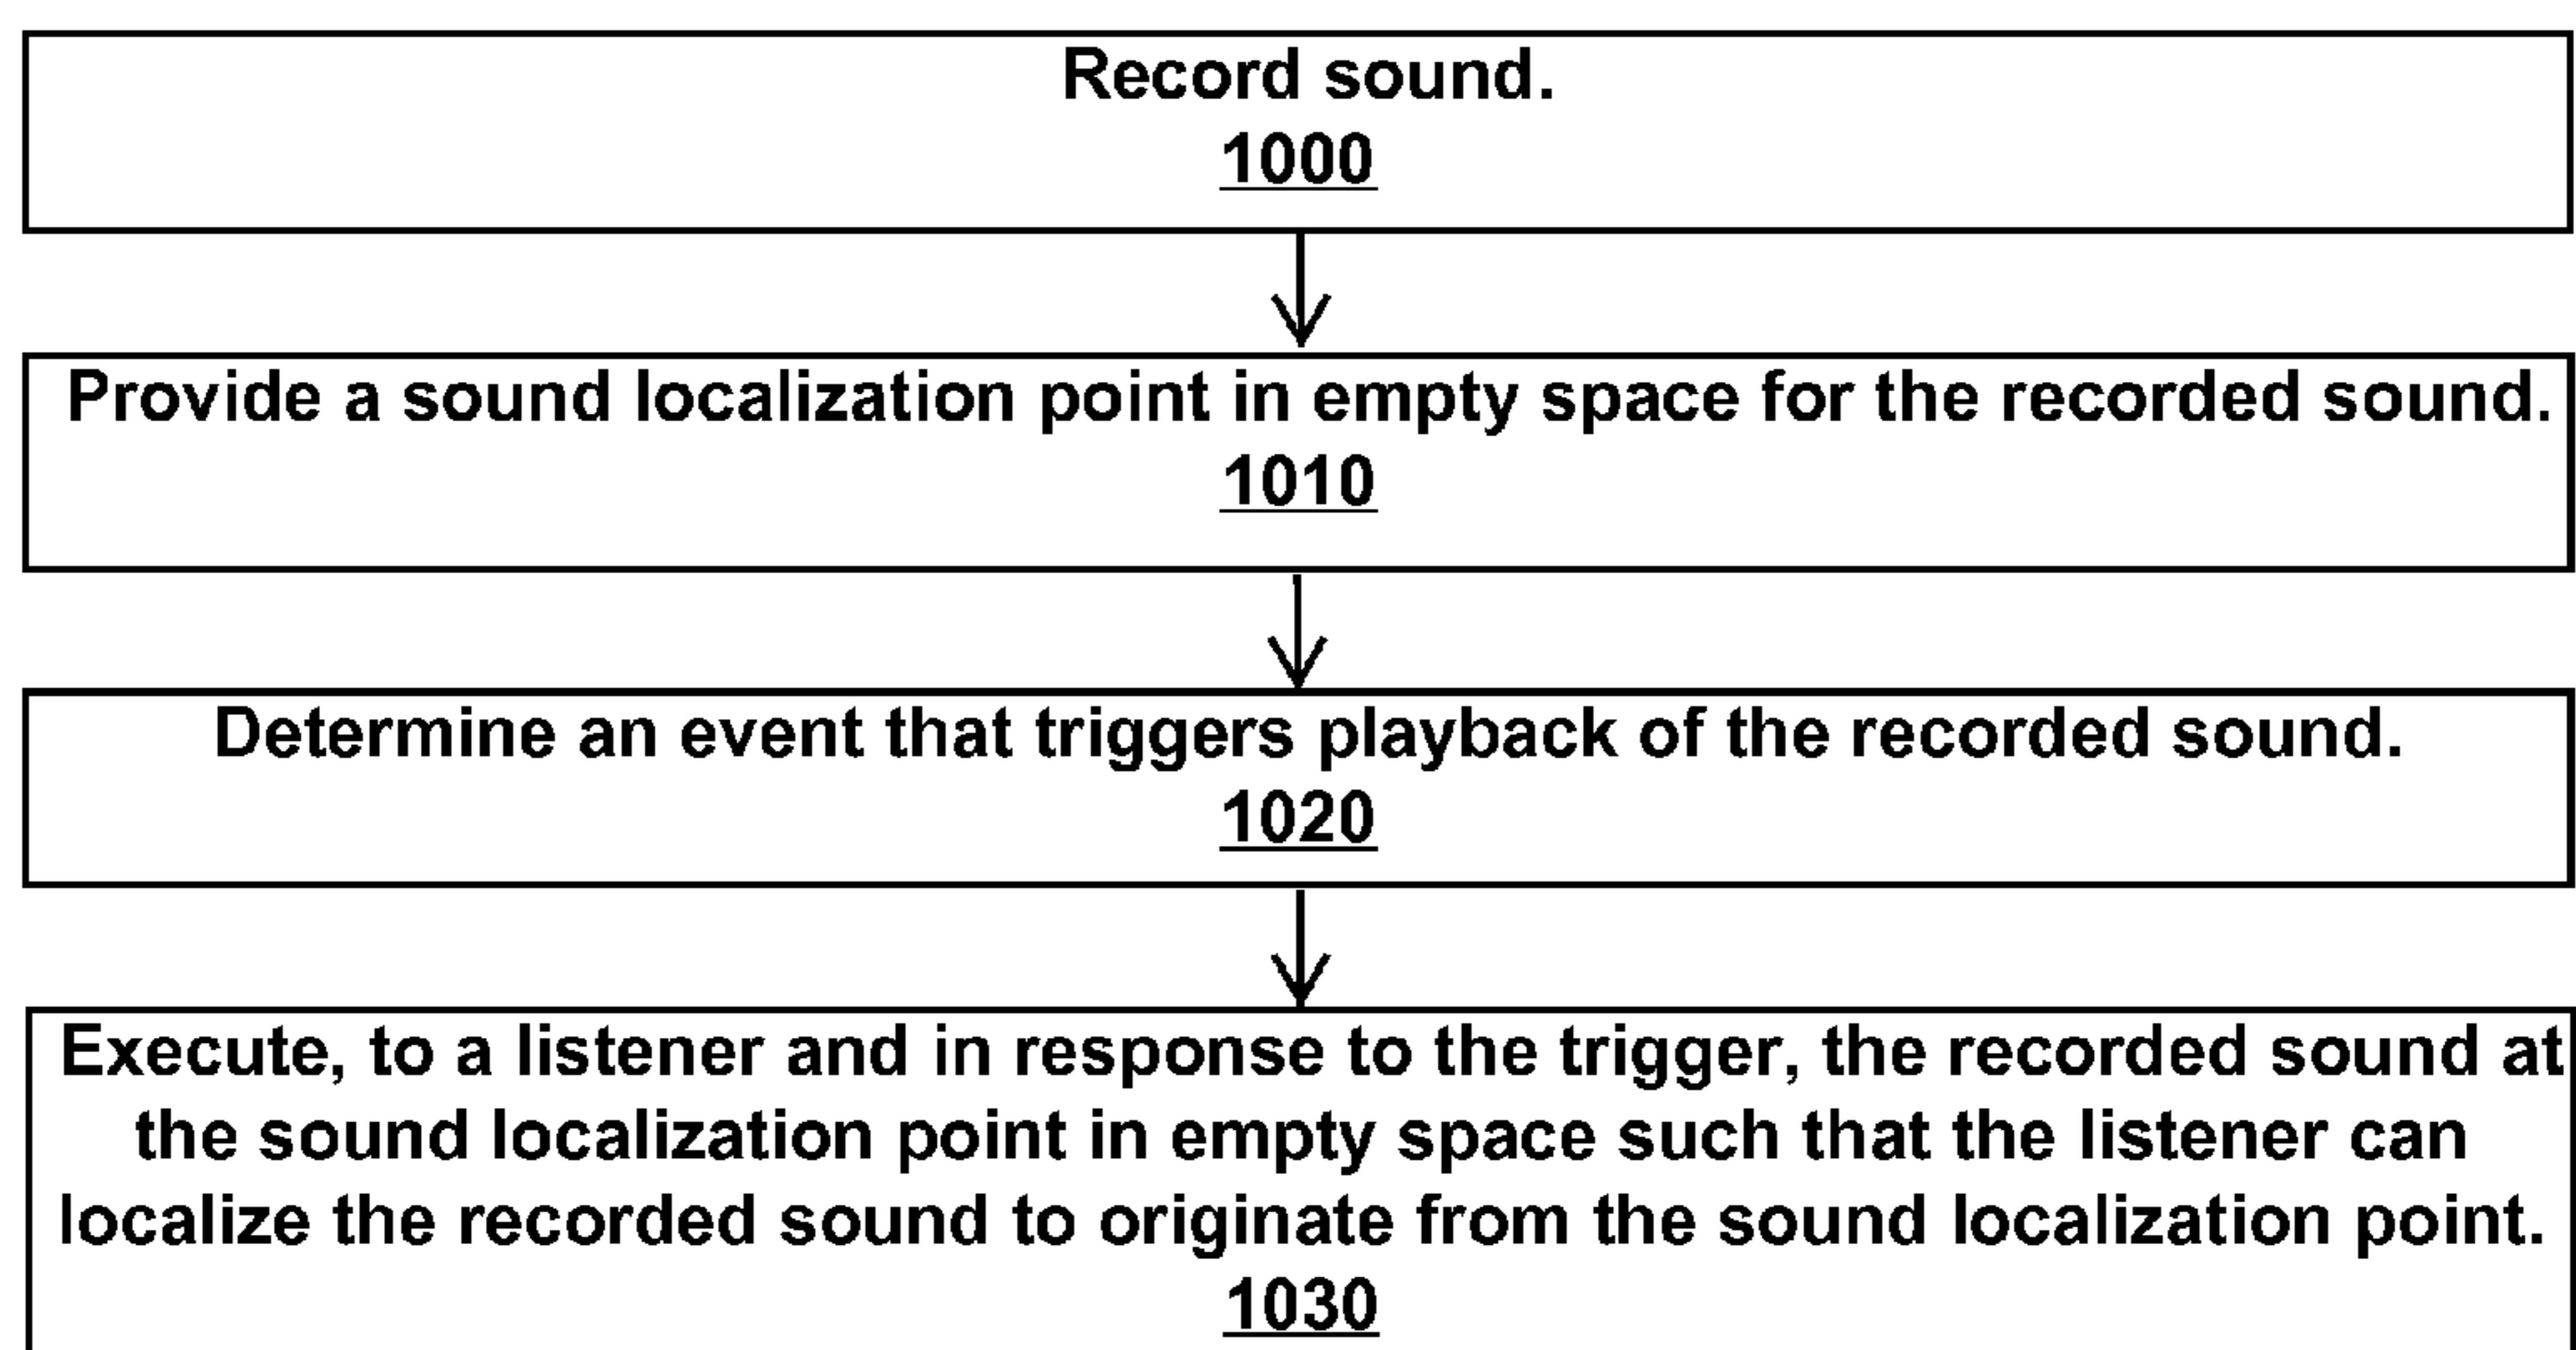 Record sound.
1000
Provide a sound localization point in empty space for the recorded sound.
1010
Determine an event that triggers playback of the recorded sound.
1020
Execute, to a listener and in response to the trigger, the recorded sound at
the sound localization point in empty space such that the listener can
localize the recorded sound to originate from the sound localization point.
1030